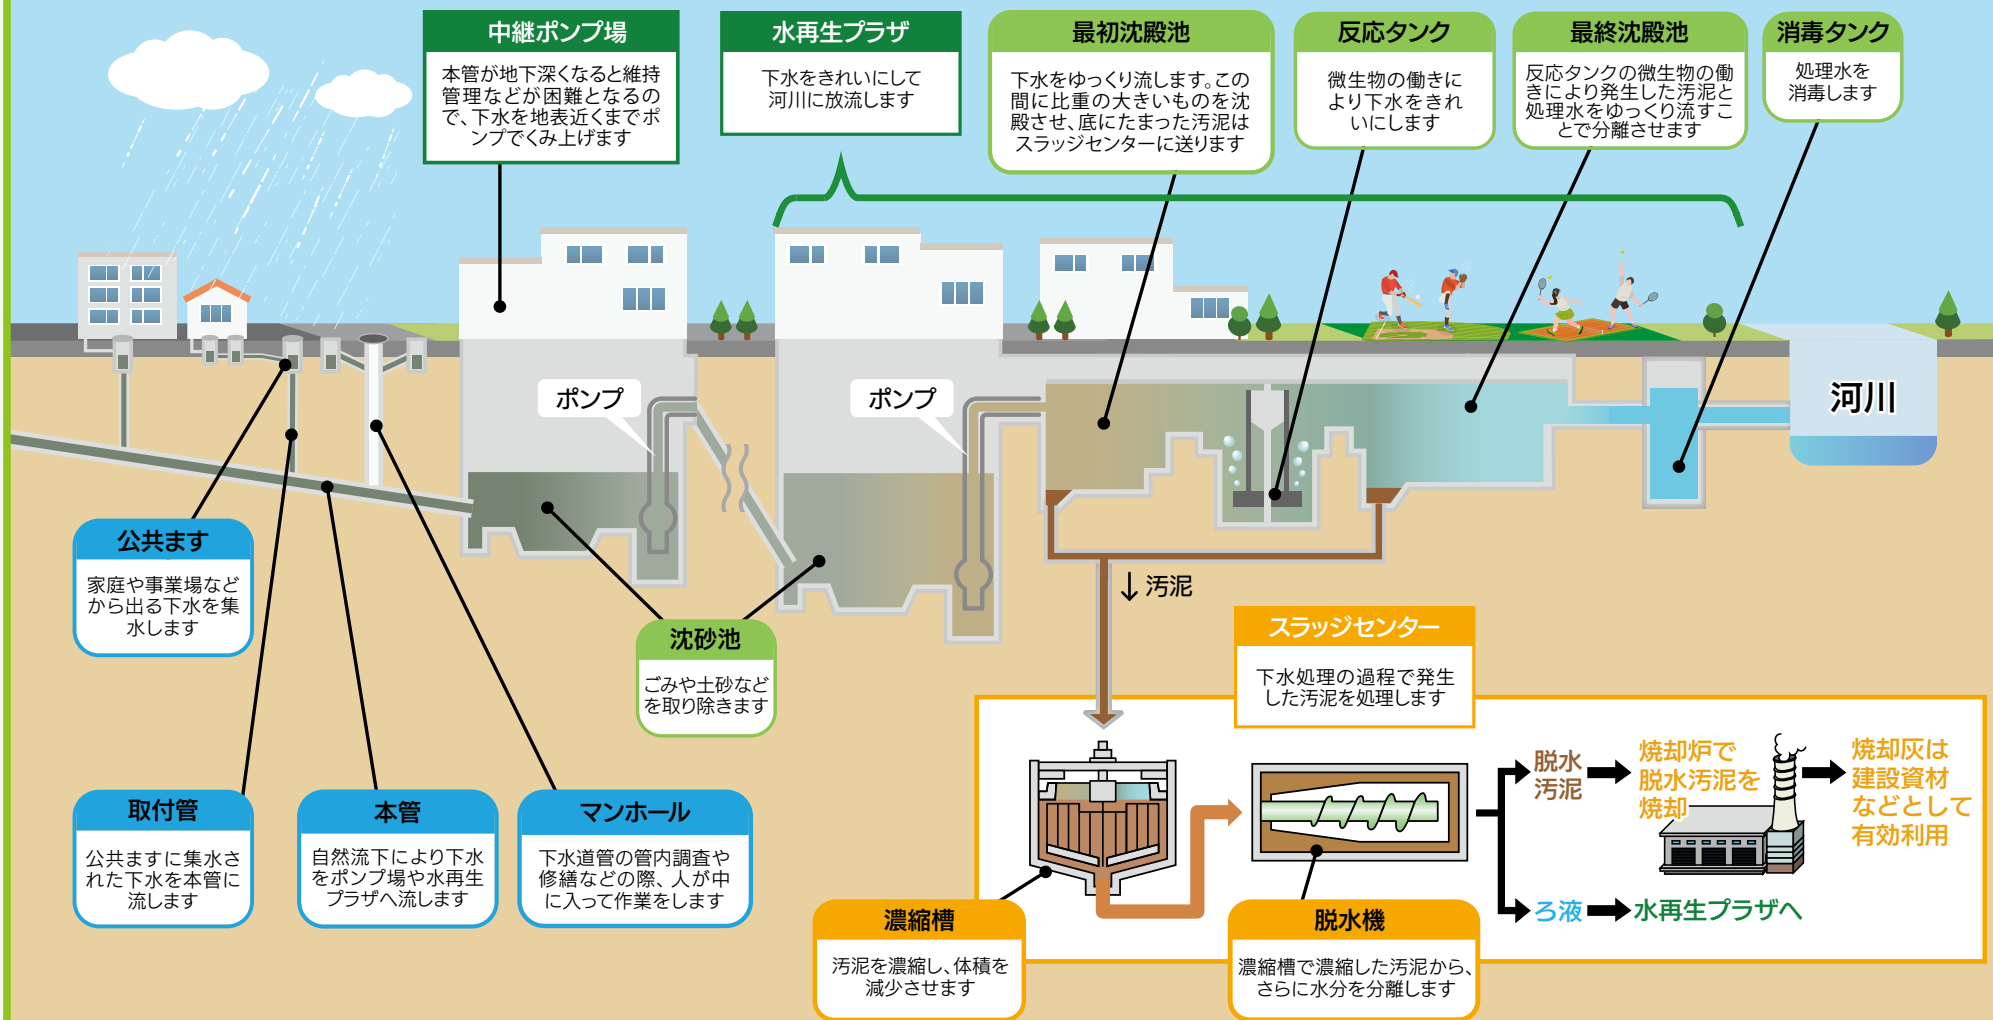 中継ポンプ場
本管が地下深くなると維持
管理などが困難となるの
で、下水を地表近くまでポ
ンプでくみ上げます
水再生プラザ
下水をきれいにして
河川に放流します
最初沈殿池
下水をゆっくり流します。この
間に比重の大きいものを沈
殿させ、底にたまった汚泥は
スラッジセンターに送ります
反応タンク
微生物の働きに
より下水をきれ
いにします
最終沈殿池
反応タンクの微生物の働
きにより発生した汚泥と
処理水をゆっくり流すこ
とで分離させます
消毒タンク
処理水を
消毒します
ポンプ
ポンプ
河川
公共ます
家庭や事業場など
から出る下水を集
水します
↓汚泥
沈砂池
ごみや土砂など
を取り除きます
スラッジセンター
下水処理の過程で発生
した汚泥を処理します
取付管
公共ますに集水さ
れた下水を本管に
流します
本管
自然流下により下水
をポンプ場や水再生
プラザへ流します
マンホール
下水道管の管内調査や
修繕などの際、人が中
に入って作業をします
濃縮槽
汚泥を濃縮し、体積を
減少させます
脱水機
濃縮槽で濃縮した汚泥から、
さらに水分を分離します
脱水
汚泥
焼却炉で
脱水汚泥を
焼却
焼却灰は
建設資材
などとして
有効利用
ろ液
水再生プラザへ